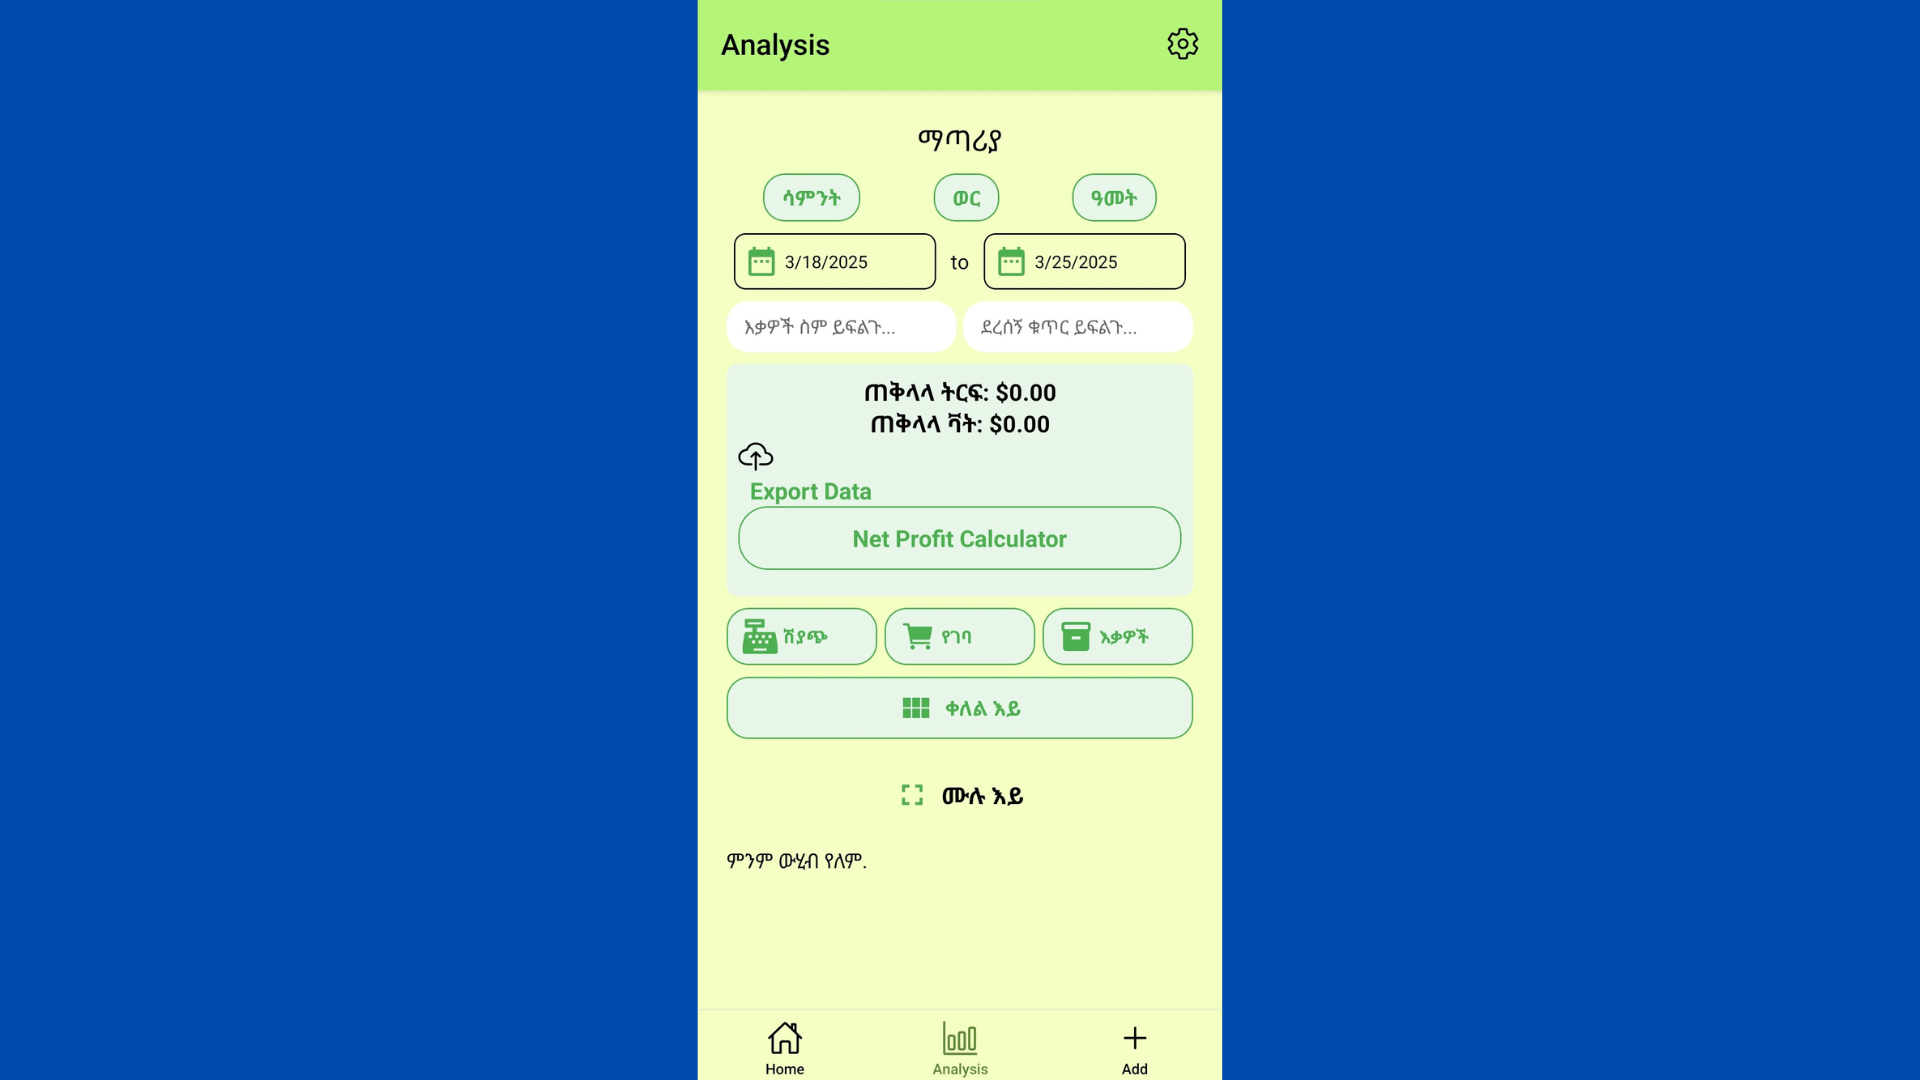 Analysis
ማጣሪያ
ሳምንት ወር ዓመት
3/18/2025 to 3/25/2025
እቃዎች ስም ይፍልጉ... ደረሰኝ ቁጥር ይፍልጉ...
ጠቅላላ ትርፍ: $0.00
ጠቅላላ ቫት: $0.00
Export Data
Net Profit Calculator
ሽያጭ የገባ እቃዎች
ቀለል እይ
ሙሉ እይ
ምንም ውሂብ የለም.
Home Analysis Add